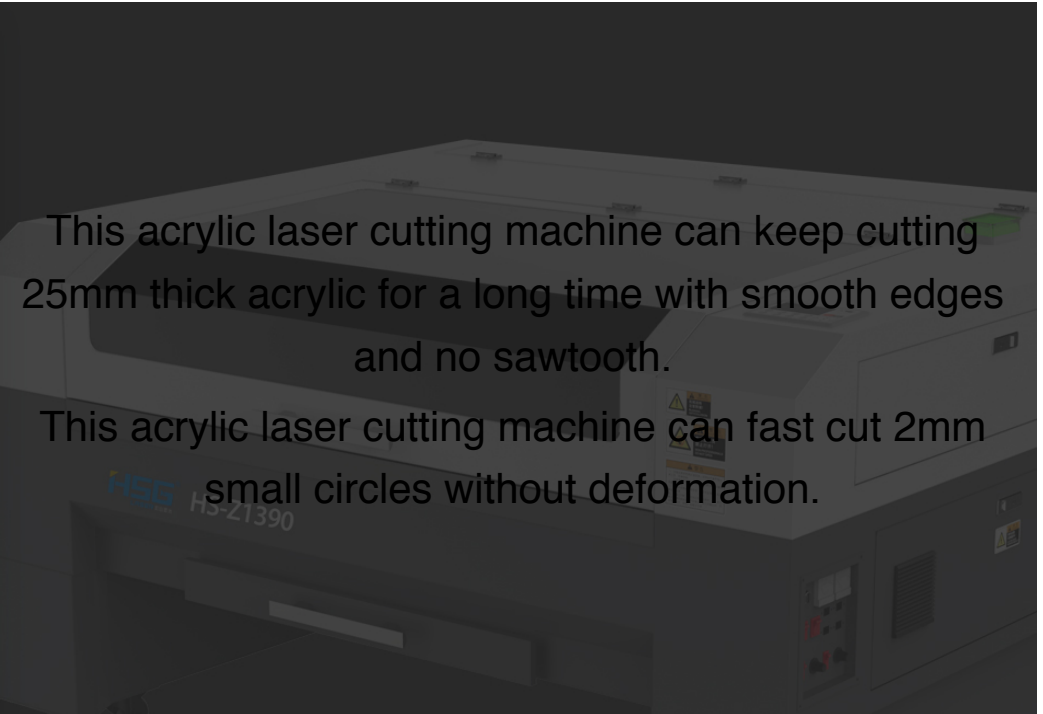 This acrylic laser cutting machine can keep cutting
25mm thick acrylic for a long time with smooth edges
and no sawtooth.
This acrylic laser cutting machine can fast cut 2mm
small circles without deformation.
HSG
HS-Z1390